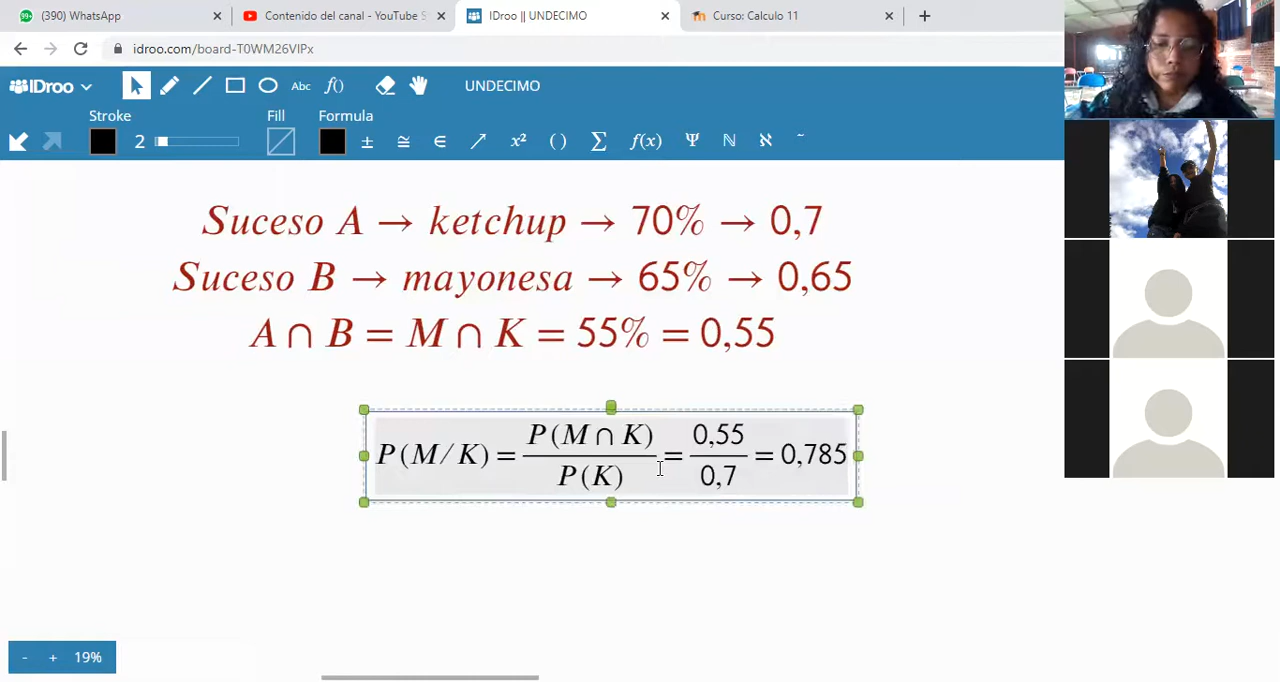 (390) WhatsApp
Contenido del canal - YouTube S
IDroo || UNDECIMO
Curso: Calculo 11
idroo.com/board-T0WM26VIPx
IDroo
Abc
f()
UNDECIMO
Stroke
Fill
Formula
2
± ≅ ∈ ↗ x² ( ) ∑ f(x) Ψ ℕ ℵ ~
Suceso A → ketchup → 70% → 0,7
Suceso B → mayonesa → 65% → 0,65
A ∩ B = M ∩ K = 55% = 0,55
P(M/K) = P(M ∩ K)/P(K) = 0,55/0,7 = 0,785
- + 19%